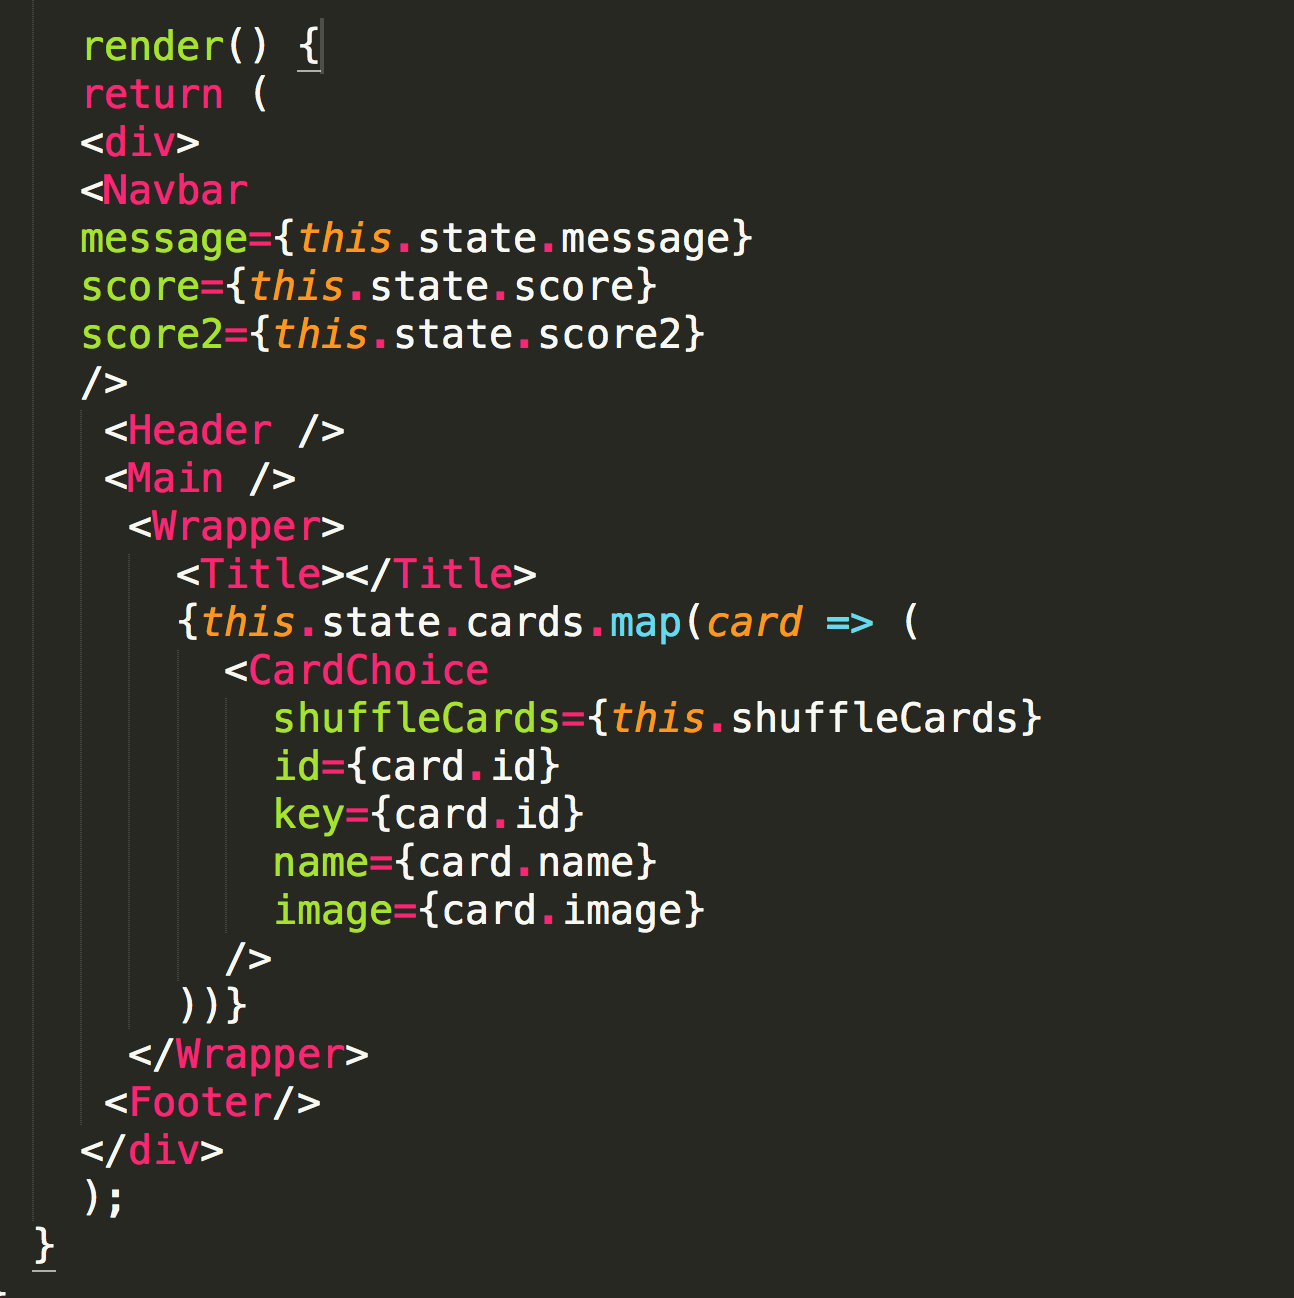 render() {
return (
<div>
<Navbar
message={this.state.message}
score={this.state.score}
score2={this.state.score2}
/>
<Header />
<Main />
<Wrapper>
<Title></Title>
{this.state.cards.map(card => (
<CardChoice
shuffleCards={this.shuffleCards}
id={card.id}
key={card.id}
name={card.name}
image={card.image}
/>
))}
</Wrapper>
<Footer/>
</div>
);
}